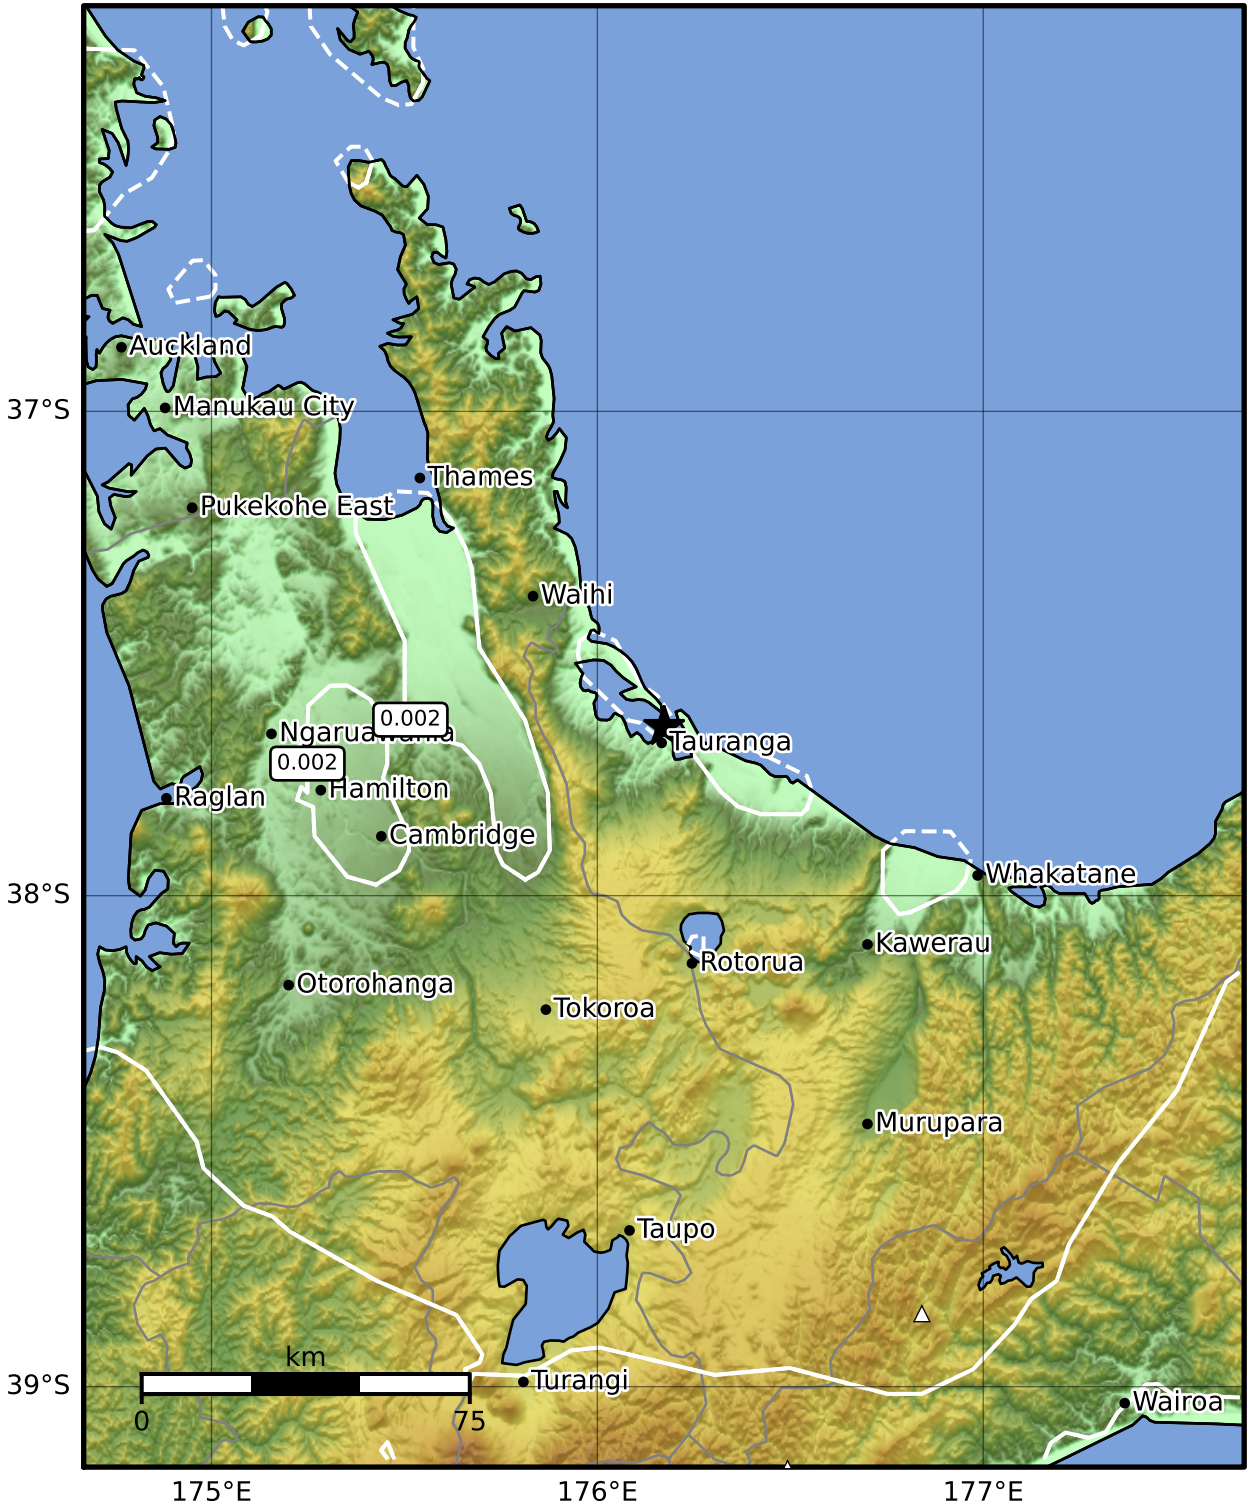 Auckland
37°S
Manukau City
Thames
Pukekohe East
Waihi
0.002
Ngaruawahia
Tauranga
0.002
Hamilton
Raglan
Cambridge
38°S
Whakatane
Kawerau
Rotorua
Otorohanga
Tokoroa
Murupara
Taupo
km
39°S
Turangi
Wairoa
0
75
175°E
176°E
177°E